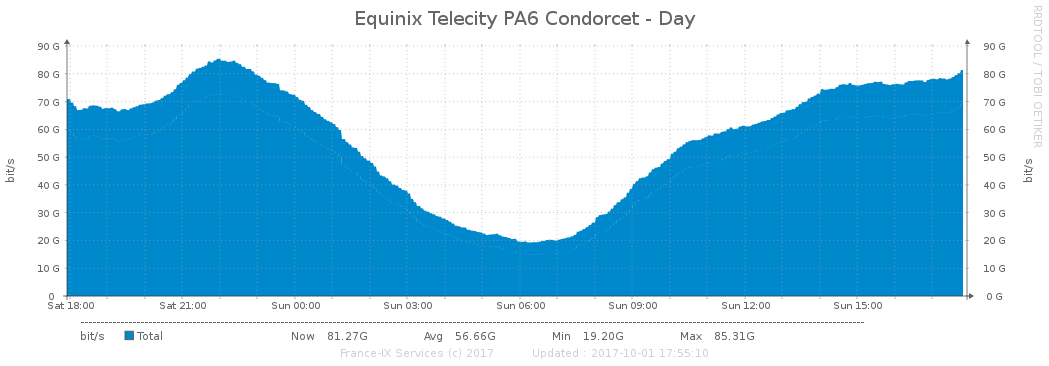 Equinix Telecity PA6 Condorcet - Day
RRDTOOL / TOBI OETIKER
90 G 90 G
80 G 80 G
70 G 70 G
60 G 60 G
50 G 50 G
40 G 40 G
30 G 30 G
20 G 20 G
10 G 10 G
0 0 G
bit/s bit/s
Sat 18:00 Sat 21:00 Sun 00:00 Sun 03:00 Sun 06:00 Sun 09:00 Sun 12:00 Sun 15:00
bit/s Total Now 81.27G Avg 56.66G Min 19.20G Max 85.31G
France-IX Services (c) 2017 Updated : 2017-10-01 17:55:10